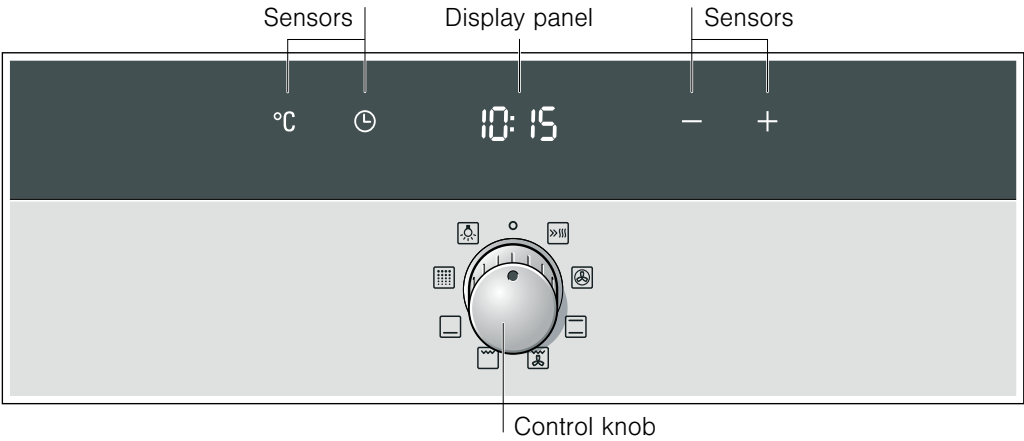 Sensors
Display panel
Sensors
°C
10:15
− +
Control knob